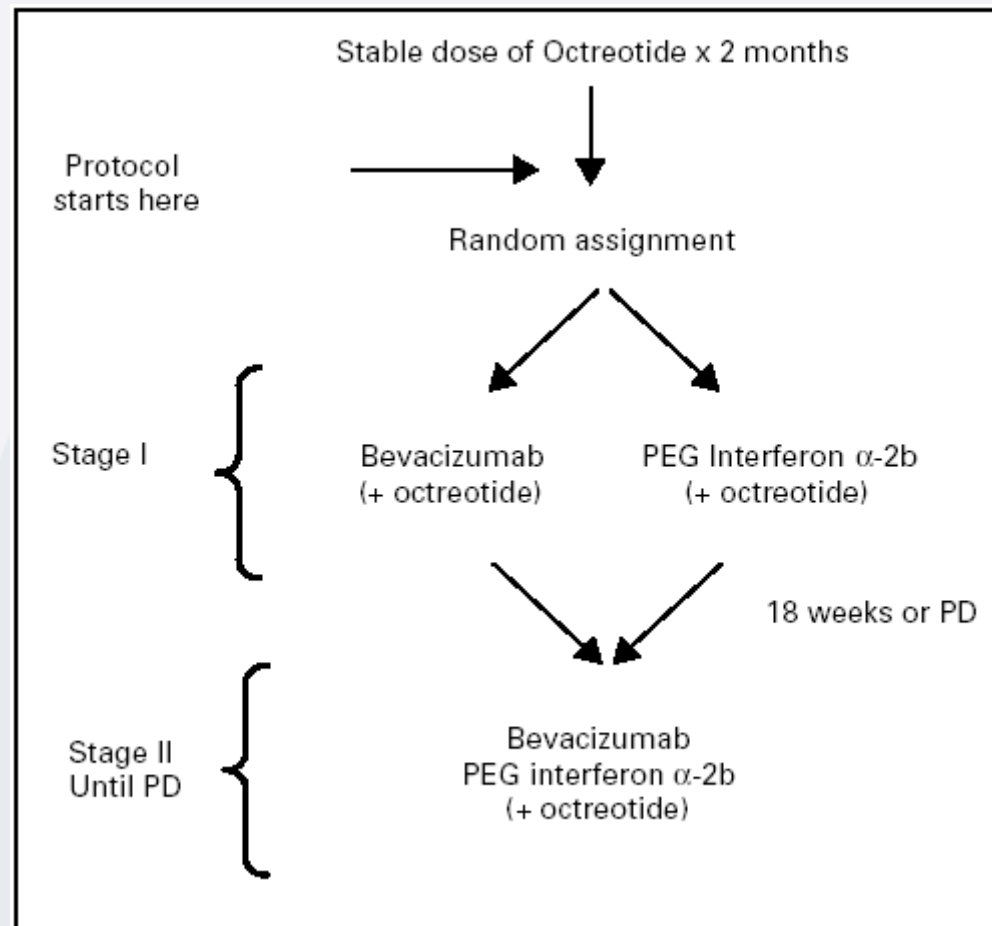 Stable dose of Octreotide x 2 months
Protocol
starts here
Random assignment
Stage I
Bevacizumab
(+ octreotide)
PEG Interferon α-2b
(+ octreotide)
18 weeks or PD
Stage II
Until PD
Bevacizumab
PEG interferon α-2b
(+ octreotide)